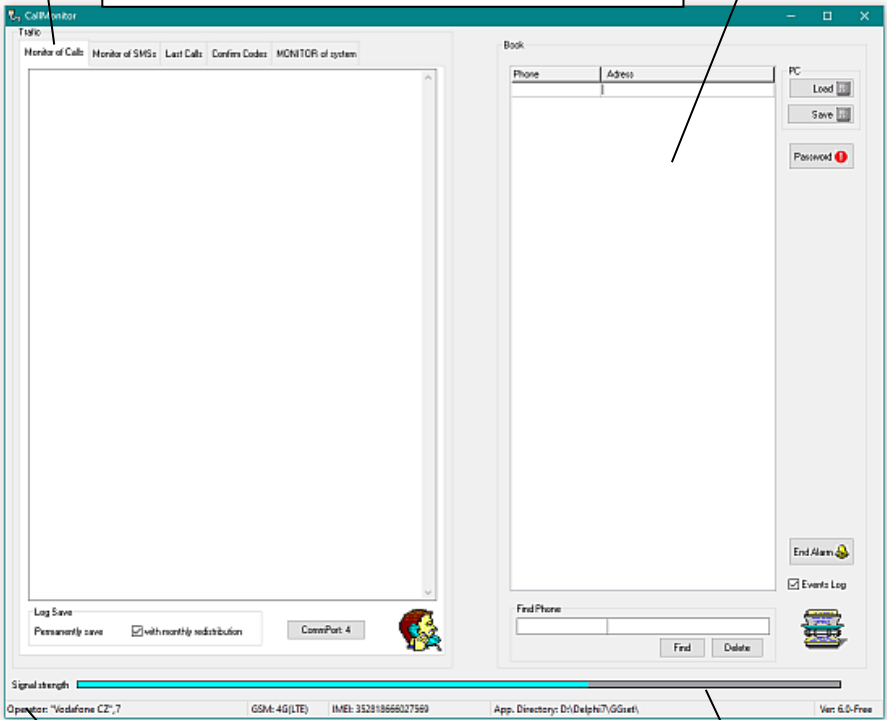 CallMonitor
Trafic
Monitor of Calls Monitor of SMSs Last Calls Confirm Codes MONITOR of system
Book
Phone Adress
PC
Load
Save
Password
End Alarm
Events Log
Log Save
Permanently save with monthly redistribution
CommPort: 4
Find Phone
Find Delete
Signal strength
Operator: "Vodafone CZ",7 GSM: 4G(LTE) IMEI: 352818666027569 App. Directory: D:\Delphi7\GGset\ Ver: 6.0-Free